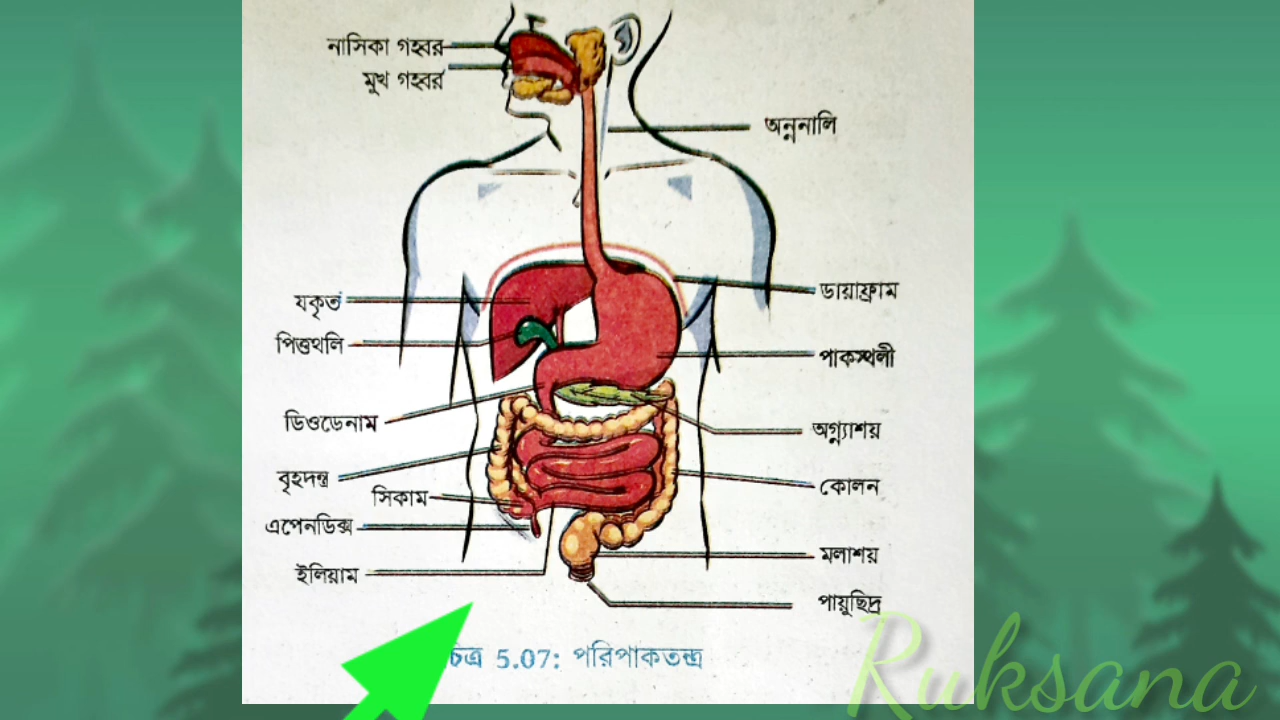 নাসিকা গহ্বর
মুখ গহ্বর
অন্ননালি
যকৃত
ডায়াফ্রাম
পিত্তথলি
পাকস্থলী
ডিওডেনাম
অগ্ন্যাশয়
বৃহদন্ত্র
কোলন
সিকাম
এপেনডিক্স
মলাশয়
ইলিয়াম
পায়ুছিদ্র
চিত্র 5.07: পরিপাকতন্ত্র
Ruksana